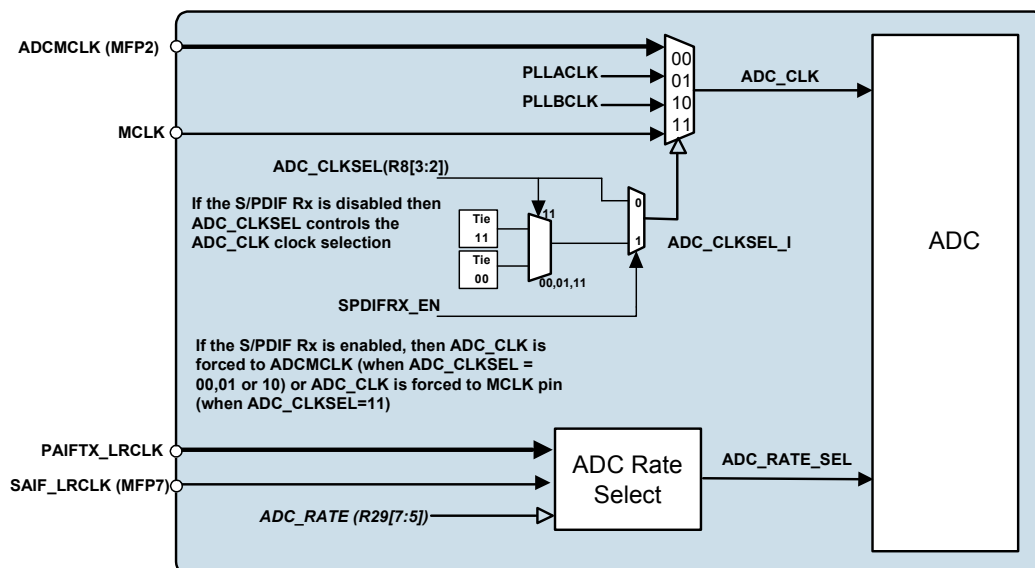 ADCMCLK (MFP2)
PLLACLK
PLLBCLK
MCLK
00
01
10
11
ADC_CLK
ADC_CLKSEL(R8[3:2])
If the S/PDIF Rx is disabled then
ADC_CLKSEL controls the
ADC_CLK clock selection
Tie
11
Tie
00
11
00,01,11
0
1
ADC_CLKSEL_I
SPDIFRX_EN
ADC
If the S/PDIF Rx is enabled, then ADC_CLK is
forced to ADCMCLK (when ADC_CLKSEL =
00,01 or 10) or ADC_CLK is forced to MCLK pin
(when ADC_CLKSEL=11)
PAIFTX_LRCLK
SAIF_LRCLK (MFP7)
ADC_RATE (R29[7:5])
ADC Rate
Select
ADC_RATE_SEL